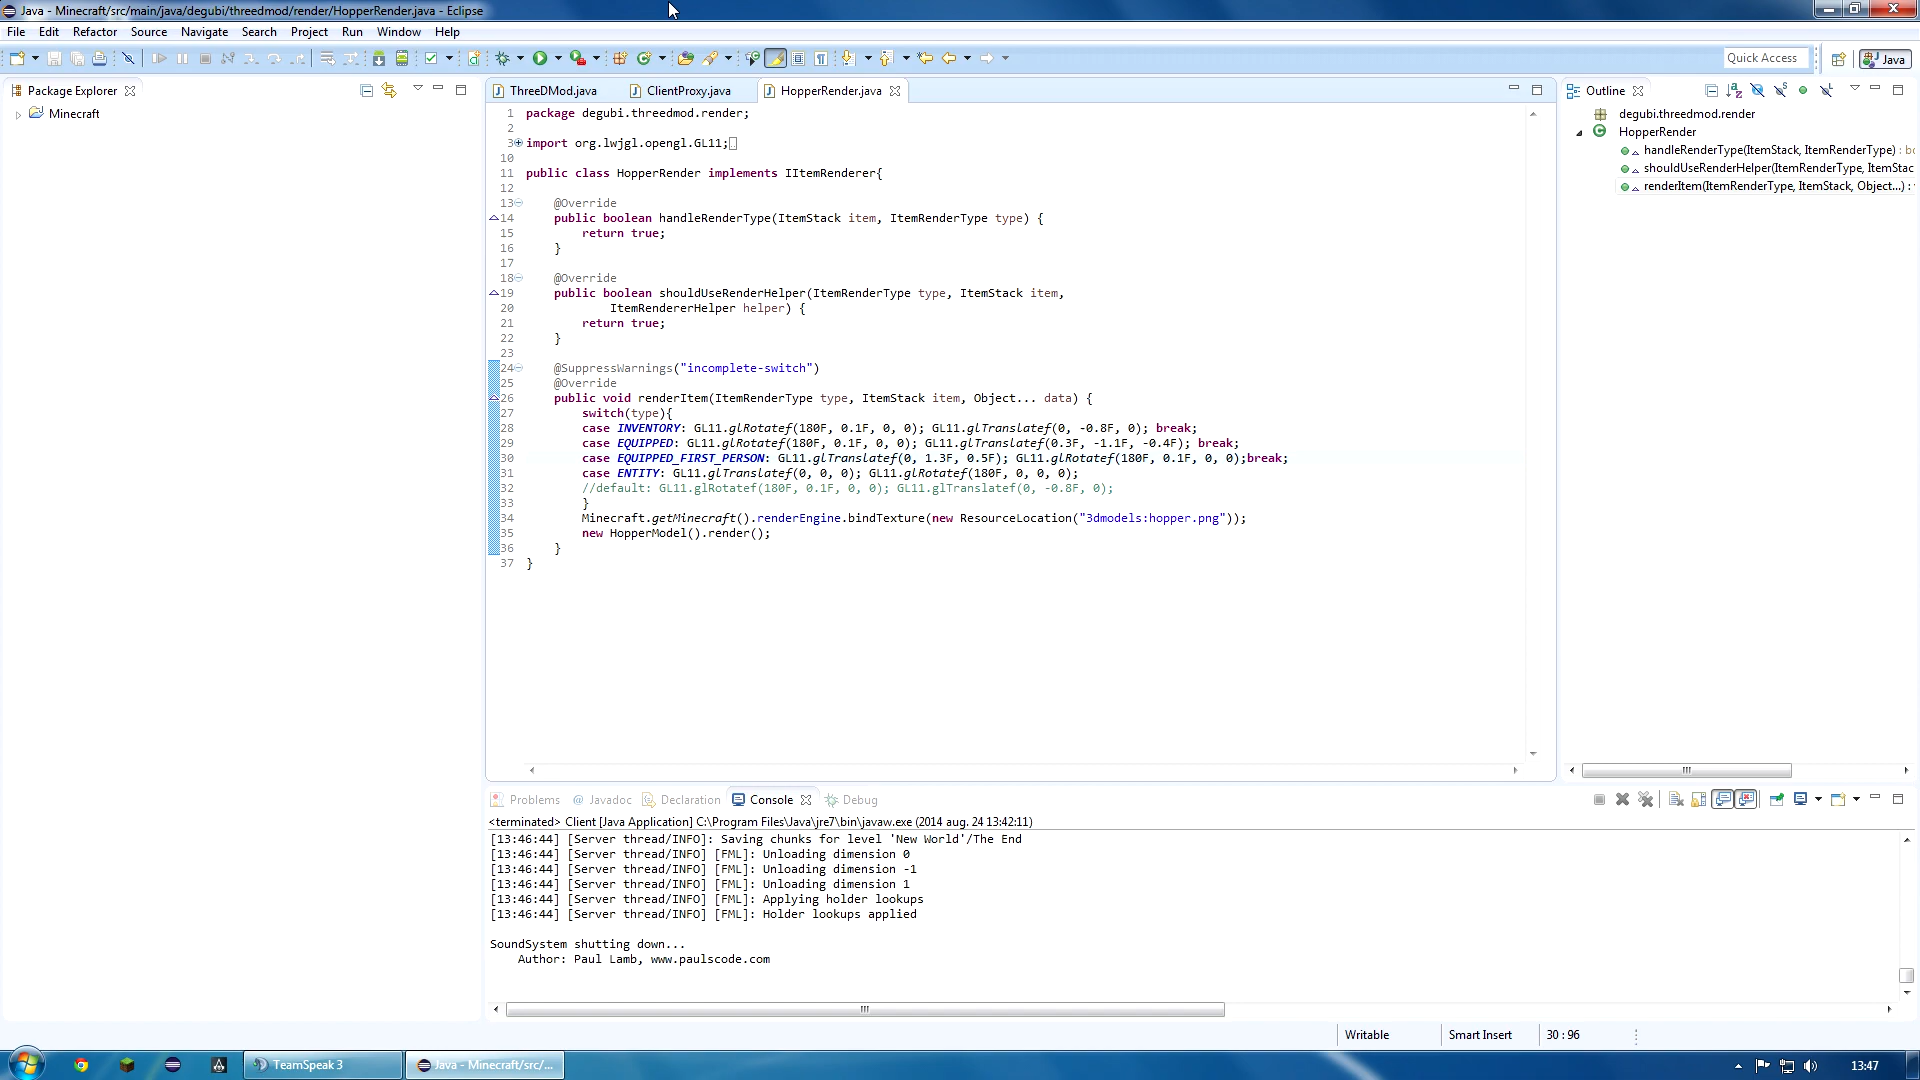 Java - Minecraft/src/main/java/degubi/threedmod/render/HopperRender.java - Eclipse
File Edit Refactor Source Navigate Search Project Run Window Help
Quick Access
Java
Package Explorer
Minecraft
ThreeDMod.java ClientProxy.java HopperRender.java
1 package degubi.threedmod.render;
2
3 import org.lwjgl.opengl.GL11;
10
11 public class HopperRender implements IItemRenderer{
12
13 @Override
14 public boolean handleRenderType(ItemStack item, ItemRenderType type) {
15 return true;
16 }
17
18 @Override
19 public boolean shouldUseRenderHelper(ItemRenderType type, ItemStack item,
20 ItemRendererHelper helper) {
21 return true;
22 }
23
24 @SuppressWarnings("incomplete-switch")
25 @Override
26 public void renderItem(ItemRenderType type, ItemStack item, Object... data) {
27 switch(type){
28 case INVENTORY: GL11.glRotatef(180F, 0.1F, 0, 0); GL11.glTranslatef(0, -0.8F, 0); break;
29 case EQUIPPED: GL11.glRotatef(180F, 0.1F, 0, 0); GL11.glTranslatef(0.3F, -1.1F, -0.4F); break;
30 case EQUIPPED_FIRST_PERSON: GL11.glTranslatef(0, 1.3F, 0.5F); GL11.glRotatef(180F, 0.1F, 0, 0);break;
31 case ENTITY: GL11.glTranslatef(0, 0, 0); GL11.glRotatef(180F, 0, 0, 0);
32 //default: GL11.glRotatef(180F, 0.1F, 0, 0); GL11.glTranslatef(0, -0.8F, 0);
33 }
34 Minecraft.getMinecraft().renderEngine.bindTexture(new ResourceLocation("3dmodels:hopper.png"));
35 new HopperModel().render();
36 }
37 }
Outline
degubi.threedmod.render
HopperRender
handleRenderType(ItemStack, ItemRenderType) : bo
shouldUseRenderHelper(ItemRenderType, ItemStac
renderItem(ItemRenderType, ItemStack, Object...) :
Problems Javadoc Declaration Console Debug
<terminated> Client [Java Application] C:\Program Files\Java\jre7\bin\javaw.exe (2014 aug. 24 13:42:11)
[13:46:44] [Server thread/INFO]: Saving chunks for level 'New World'/The End
[13:46:44] [Server thread/INFO] [FML]: Unloading dimension 0
[13:46:44] [Server thread/INFO] [FML]: Unloading dimension -1
[13:46:44] [Server thread/INFO] [FML]: Unloading dimension 1
[13:46:44] [Server thread/INFO] [FML]: Applying holder lookups
[13:46:44] [Server thread/INFO] [FML]: Holder lookups applied
SoundSystem shutting down...
Author: Paul Lamb, www.paulscode.com
Writable Smart Insert 30 : 96
TeamSpeak 3 Java - Minecraft/src/... 13:47